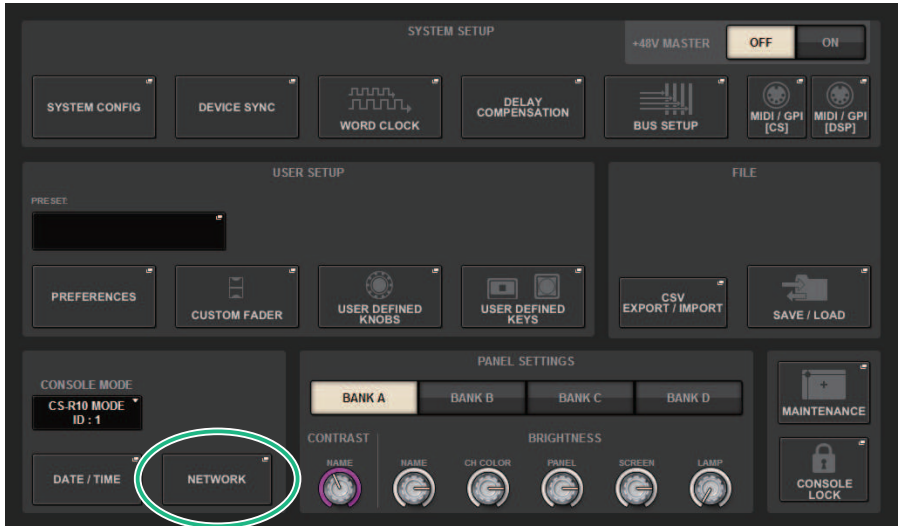 SYSTEM SETUP
+48V MASTER
OFF
ON
SYSTEM CONFIG
DEVICE SYNC
WORD CLOCK
DELAY
COMPENSATION
BUS SETUP
MIDI / GPI
[CS]
MIDI / GPI
[DSP]
USER SETUP
PRESET:
PREFERENCES
CUSTOM FADER
USER DEFINED
KNOBS
USER DEFINED
KEYS
FILE
CSV
EXPORT / IMPORT
SAVE / LOAD
CONSOLE MODE
CS-R10 MODE
ID : 1
DATE / TIME
NETWORK
PANEL SETTINGS
BANK A
BANK B
BANK C
BANK D
CONTRAST
BRIGHTNESS
NAME
NAME
CH COLOR
PANEL
SCREEN
LAMP
MAINTENANCE
CONSOLE
LOCK